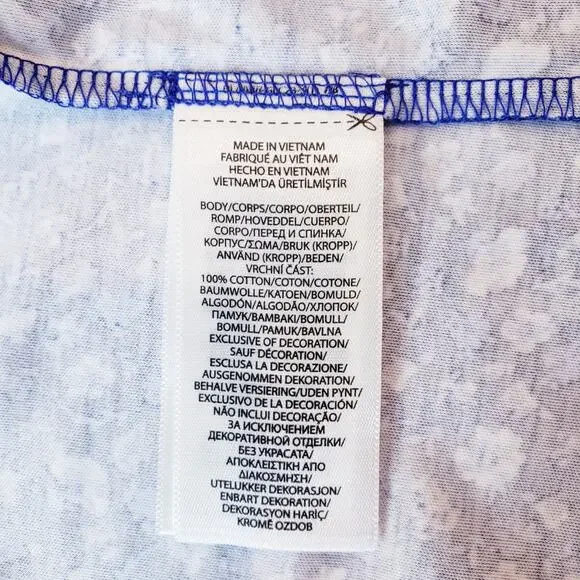 MADE IN VIETNAM
FABRIQUÉ AU VIÊT NAM
HECHO EN VIETNAM
VİETNAM'DA ÜRETİLMİŞTİR
BODY/CORPS/CORPO/OBERTEIL/
ROMP/HOVEDDEL/CUERPO/
CORPO/ПЕРЕД И СПИНКА/
КОРПУС/ΣΩΜΑ/BRUK (KROPP)/
ANVÄND (KROPP)/BEDEN/
VRCHNÍ ČÁST:
100% COTTON/COTON/COTONE/
BAUMWOLLE/KATOEN/BOMULD/
ALGODÓN/ALGODÃO/ХЛОПОК/
ПАМУК/ΒΑΜΒΑΚΙ/BOMULL/
BOMULL/PAMUK/BAVLNA
EXCLUSIVE OF DECORATION/
SAUF DÉCORATION/
ESCLUSA LA DECORAZIONE/
AUSGENOMMEN DEKORATION/
BEHALVE VERSIERING/UDEN PYNT/
EXCLUSIVO DE LA DECORACIÓN/
NÃO INCLUI DECORAÇÃO/
ЗА ИСКЛЮЧЕНИЕМ
ДЕКОРАТИВНОЙ ОТДЕЛКИ/
БЕЗ УКРАСАТА/
ΑΠΟΚΛΕΙΣΤΙΚΗ ΑΠΟ
ΔΙΑΚΟΣΜΗΣΗ/
UTELUKKER DEKORASJON/
ENBART DEKORATION/
DEKORASYON HARİÇ/
KROMĚ OZDOB